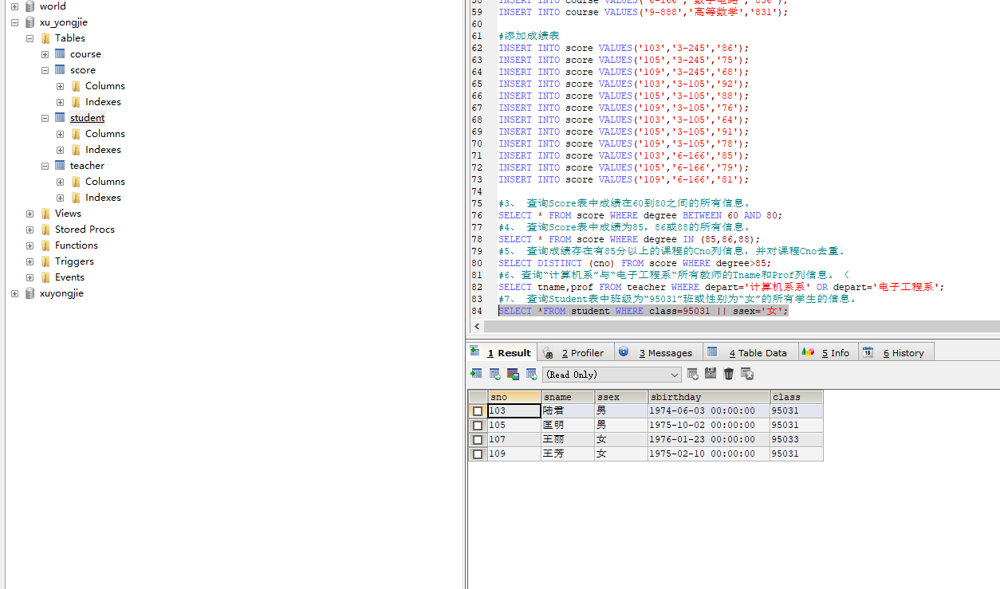 world
xu_yongjie
Tables
course
score
Columns
Indexes
student
Columns
Indexes
teacher
Columns
Indexes
Views
Stored Procs
Functions
Triggers
Events
xuyongjie
58 INSERT INTO course VALUES('6-166','数字电路','856');
59 INSERT INTO course VALUES('9-888','高等数学','831');
60
61 #添加成绩表
62 INSERT INTO score VALUES('103','3-245','86');
63 INSERT INTO score VALUES('105','3-245','75');
64 INSERT INTO score VALUES('109','3-245','68');
65 INSERT INTO score VALUES('103','3-105','92');
66 INSERT INTO score VALUES('105','3-105','88');
67 INSERT INTO score VALUES('109','3-105','76');
68 INSERT INTO score VALUES('103','3-105','64');
69 INSERT INTO score VALUES('105','3-105','91');
70 INSERT INTO score VALUES('109','3-105','78');
71 INSERT INTO score VALUES('103','6-166','85');
72 INSERT INTO score VALUES('105','6-166','79');
73 INSERT INTO score VALUES('109','6-166','81');
74
75 #3、 查询Score表中成绩在60到80之间的所有信息。
76 SELECT * FROM score WHERE degree BETWEEN 60 AND 80;
77 #4、 查询Score表中成绩为85，86或88的所有信息。
78 SELECT * FROM score WHERE degree IN (85,86,88);
79 #5、 查询成绩存在有85分以上的课程的Cno列信息，并对课程Cno去重.
80 SELECT DISTINCT (cno) FROM score WHERE degree>85;
81 #6、查询“计算机系”与“电子工程系“所有教师的Tname和Prof列信息。（
82 SELECT tname,prof FROM teacher WHERE depart='计算机系系' OR depart='电子工程系';
83 #7、 查询Student表中班级为“95031”班或性别为“女”的所有学生的信息。
84 SELECT *FROM student WHERE class=95031 || ssex='女';
1 Result 2 Profiler 3 Messages 4 Table Data 5 Info 18 6 History
(Read Only)
sno sname ssex sbirthday class
103 陆君 男 1974-06-03 00:00:00 95031
105 匡明 男 1975-10-02 00:00:00 95031
107 王丽 女 1976-01-23 00:00:00 95033
109 王芳 女 1975-02-10 00:00:00 95031